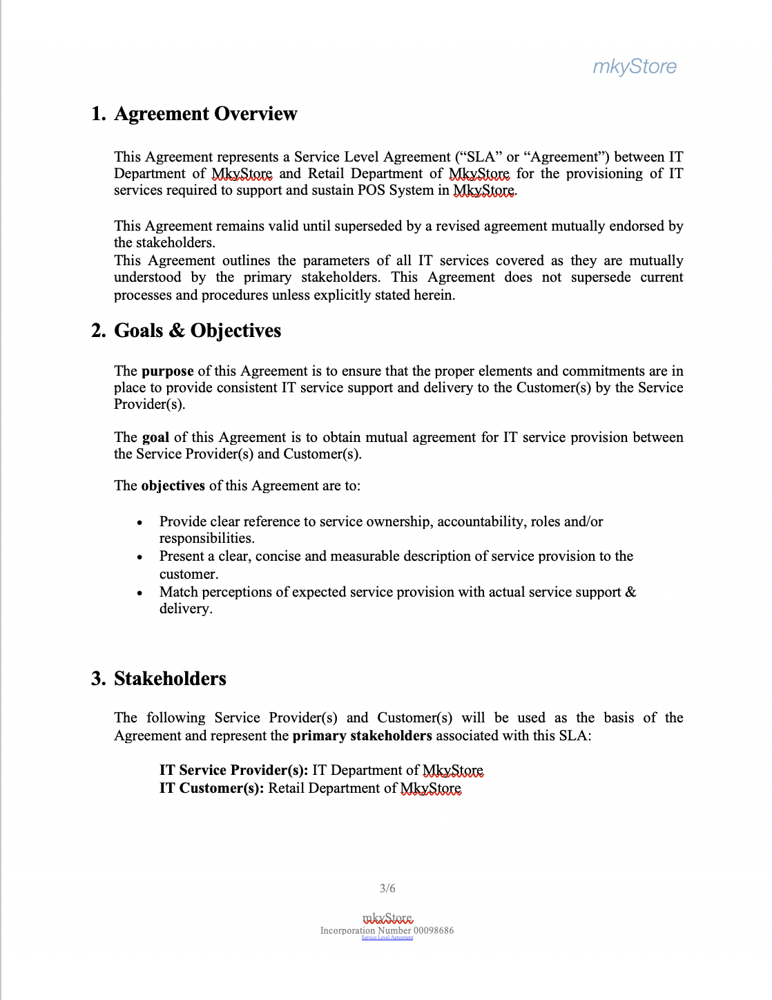 mkyStore
1. Agreement Overview
This Agreement represents a Service Level Agreement (“SLA” or “Agreement”) between IT
Department of MkyStore and Retail Department of MkyStore for the provisioning of IT
services required to support and sustain POS System in MkyStore.
This Agreement remains valid until superseded by a revised agreement mutually endorsed by
the stakeholders.
This Agreement outlines the parameters of all IT services covered as they are mutually
understood by the primary stakeholders. This Agreement does not supersede current
processes and procedures unless explicitly stated herein.
2. Goals & Objectives
The purpose of this Agreement is to ensure that the proper elements and commitments are in
place to provide consistent IT service support and delivery to the Customer(s) by the Service
Provider(s).
The goal of this Agreement is to obtain mutual agreement for IT service provision between
the Service Provider(s) and Customer(s).
The objectives of this Agreement are to:
• Provide clear reference to service ownership, accountability, roles and/or
responsibilities.
• Present a clear, concise and measurable description of service provision to the
customer.
• Match perceptions of expected service provision with actual service support &
delivery.
3. Stakeholders
The following Service Provider(s) and Customer(s) will be used as the basis of the
Agreement and represent the primary stakeholders associated with this SLA:
IT Service Provider(s): IT Department of MkyStore
IT Customer(s): Retail Department of MkyStore
3/6
mkyStore
Incorporation Number 00098686
Service Level Agreement